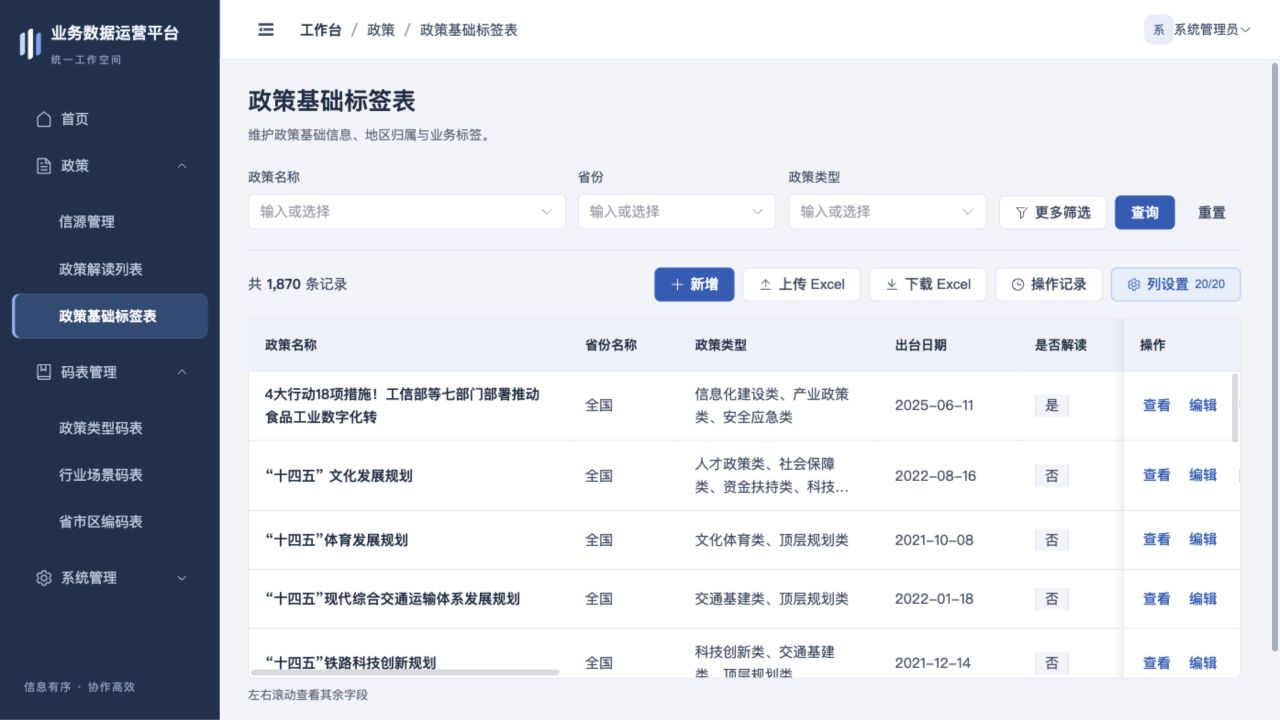 业务数据运营平台
统一工作空间
首页
政策
信源管理
政策解读列表
政策基础标签表
码表管理
政策类型码表
行业场景码表
省市区编码表
系统管理
信息有序 · 协作高效
工作台 / 政策 / 政策基础标签表
系 系统管理员
政策基础标签表
维护政策基础信息、地区归属与业务标签。
政策名称 省份 政策类型
输入或选择 输入或选择 输入或选择 更多筛选 查询 重置
共 1,870 条记录 新增 上传 Excel 下载 Excel 操作记录 列设置 20/20
政策名称 省份名称 政策类型 出台日期 是否解读 操作
4大行动18项措施！工信部等七部门部署推动
食品工业数字化转
全国
信息化建设类、产业政策
类、安全应急类
2025-06-11 是 查看 编辑
“十四五” 文化发展规划 全国
人才政策类、社会保障
类、资金扶持类、科技...
2022-08-16 否 查看 编辑
“十四五”体育发展规划 全国 文化体育类、顶层规划类 2021-10-08 否 查看 编辑
“十四五”现代综合交通运输体系发展规划 全国 交通基建类、顶层规划类 2022-01-18 否 查看 编辑
“十四五”铁路科技创新规划 全国
科技创新类、交通基建
类、顶层规划类
2021-12-14 否 查看 编辑
左右滚动查看其余字段